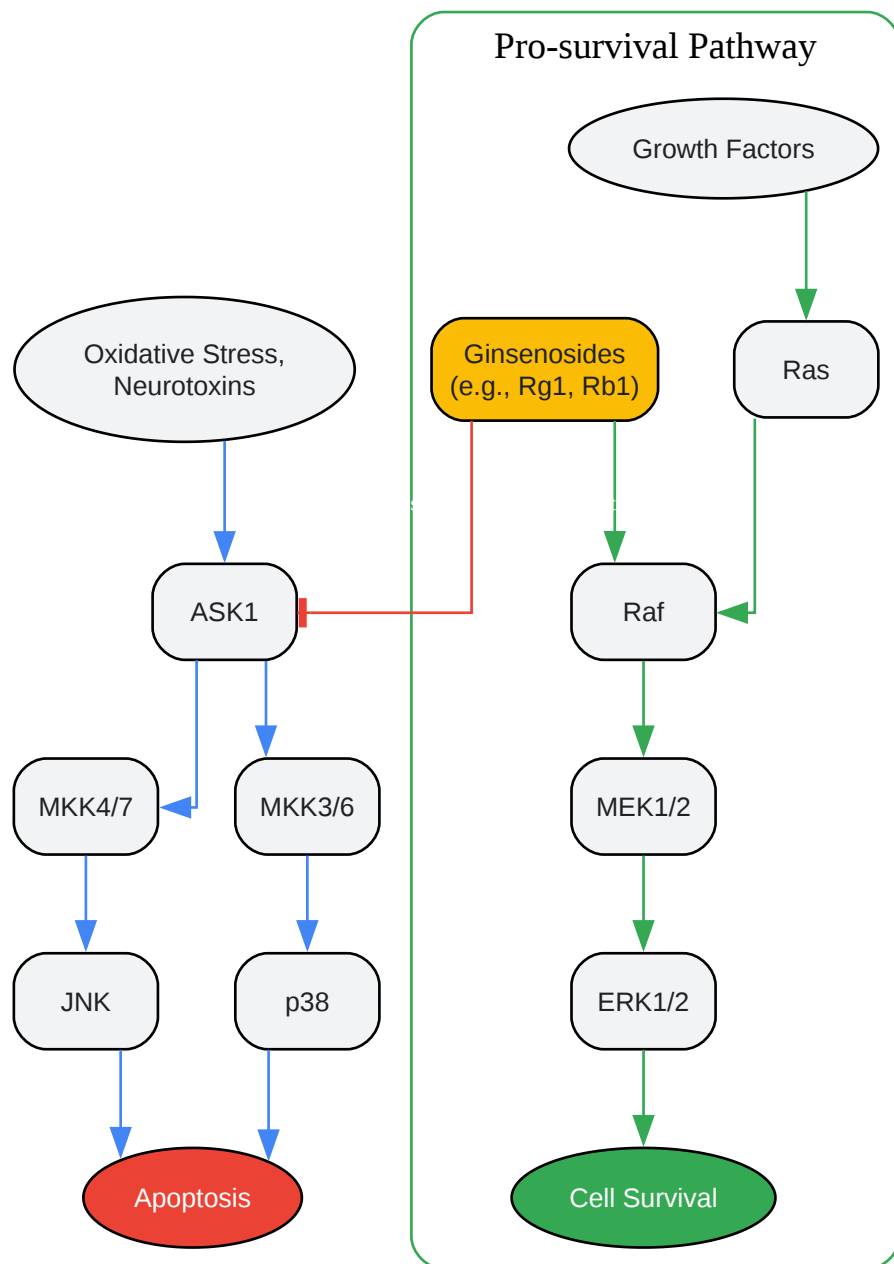 Pro-survival Pathway
Growth Factors
Oxidative Stress,
Neurotoxins
Ginsenosides
(e.g., Rg1, Rb1)
Ras
ASK1
Raf
MKK4/7
MKK3/6
MEK1/2
JNK
p38
ERK1/2
Apoptosis
Cell Survival